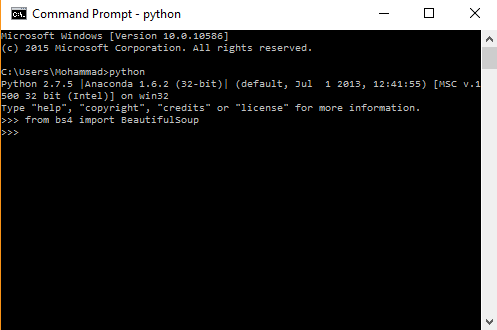 Command Prompt - python
Microsoft Windows [Version 10.0.10586]
(c) 2015 Microsoft Corporation. All rights reserved.
C:\Users\Mohammad>python
Python 2.7.5 |Anaconda 1.6.2 (32-bit)| (default, Jul  1 2013, 12:41:55) [MSC v.1
500 32 bit (Intel)] on win32
Type "help", "copyright", "credits" or "license" for more information.
>>> from bs4 import BeautifulSoup
>>>